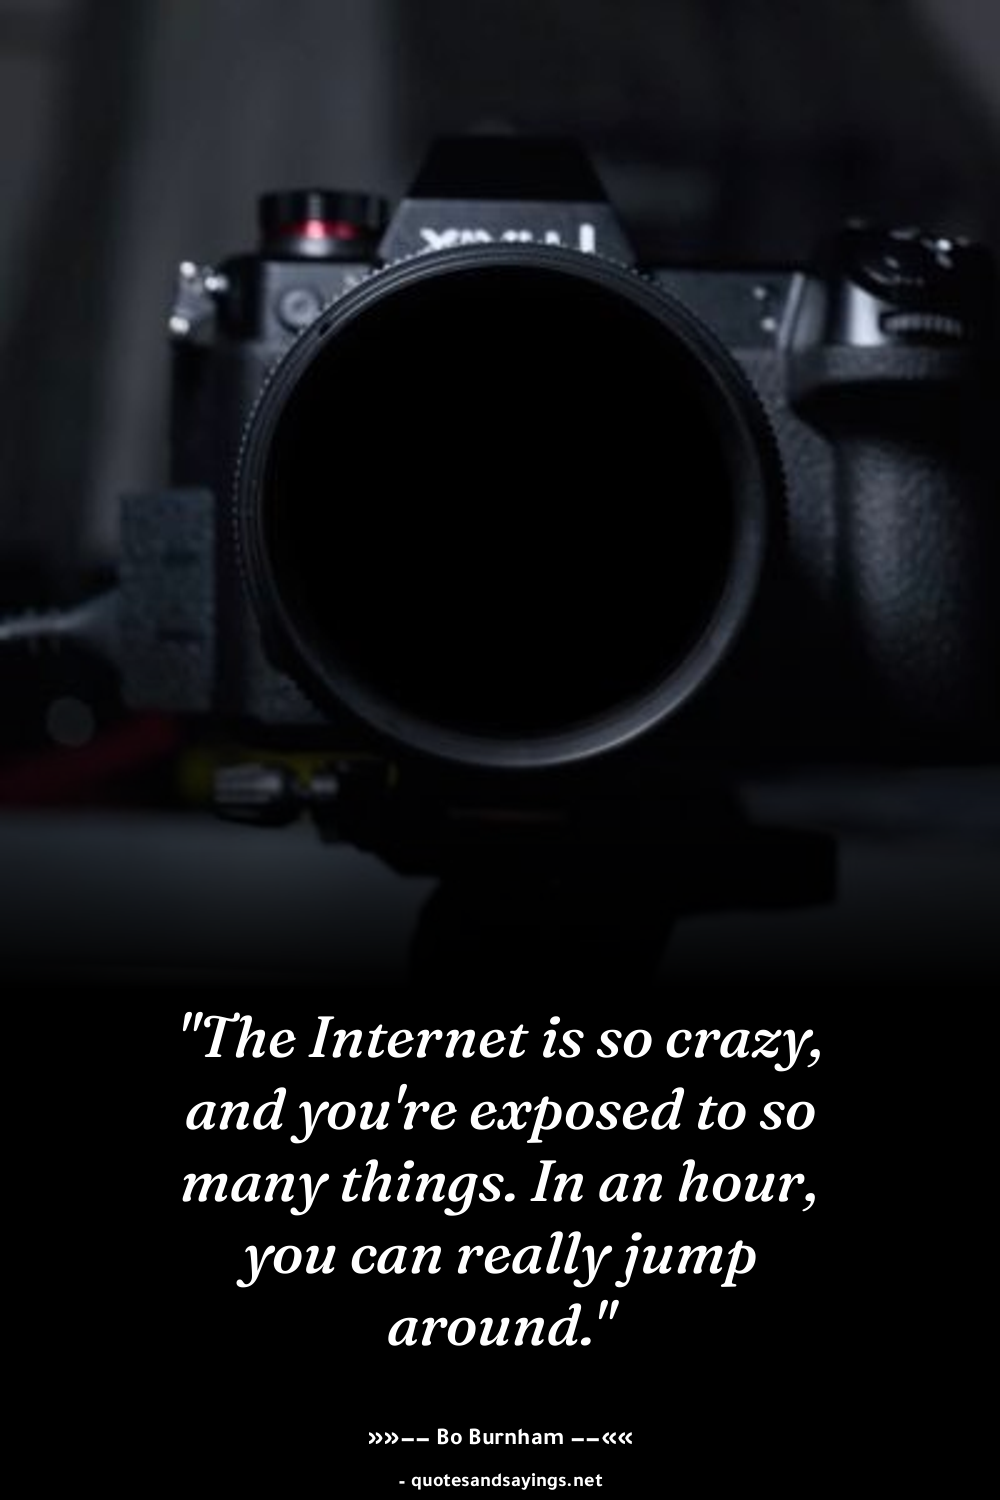 "The Internet is so crazy,
and you're exposed to so
many things. In an hour,
you can really jump
around."
»»–– Bo Burnham ––««
- quotesandsayings.net